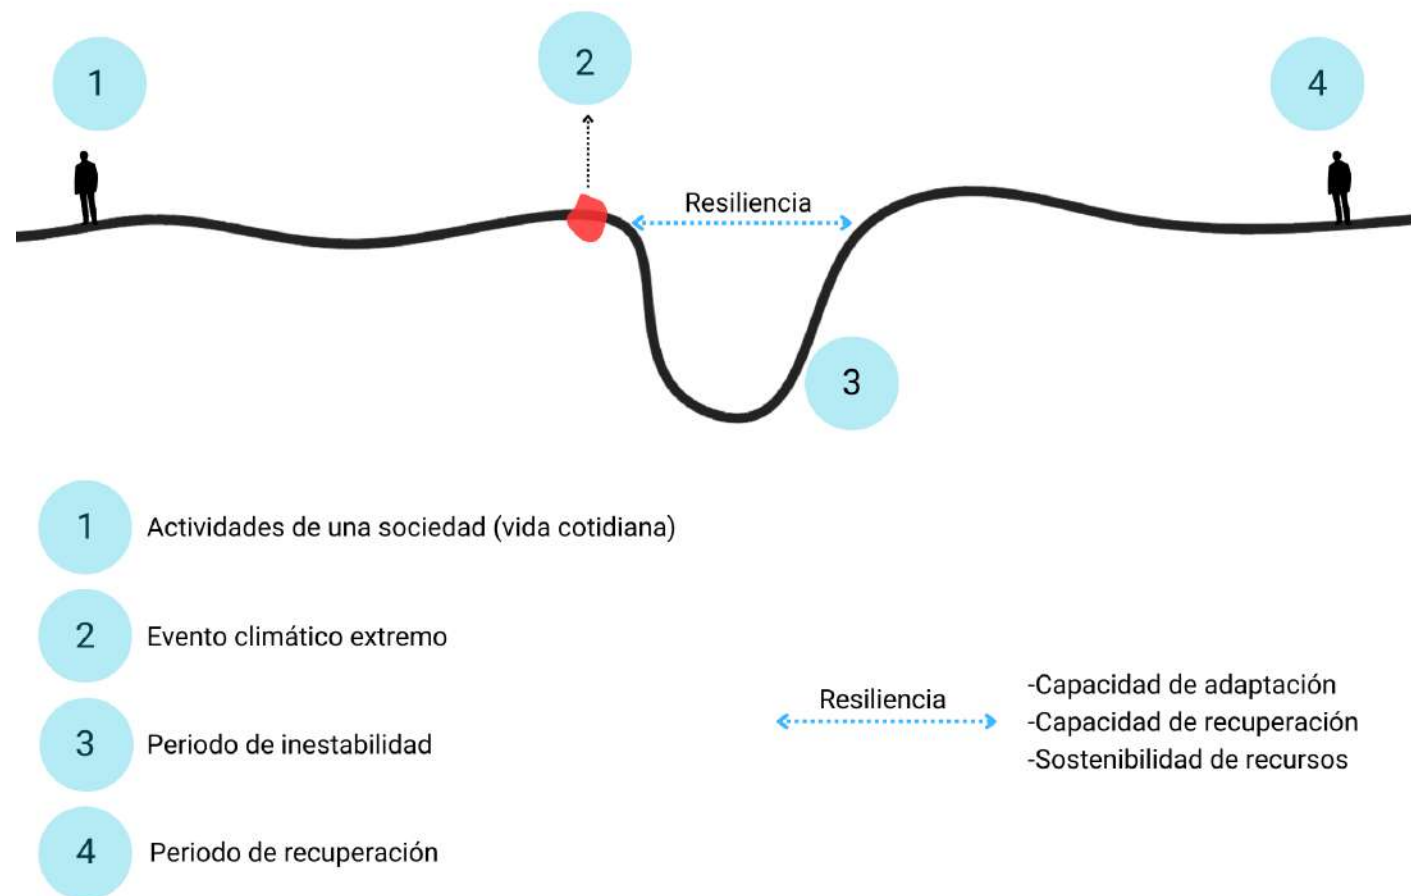 1
2
4
Resiliencia
3
1
Actividades de una sociedad (vida cotidiana)
2
Evento climático extremo
3
Periodo de inestabilidad
4
Periodo de recuperación
Resiliencia
-Capacidad de adaptación
-Capacidad de recuperación
-Sostenibilidad de recursos